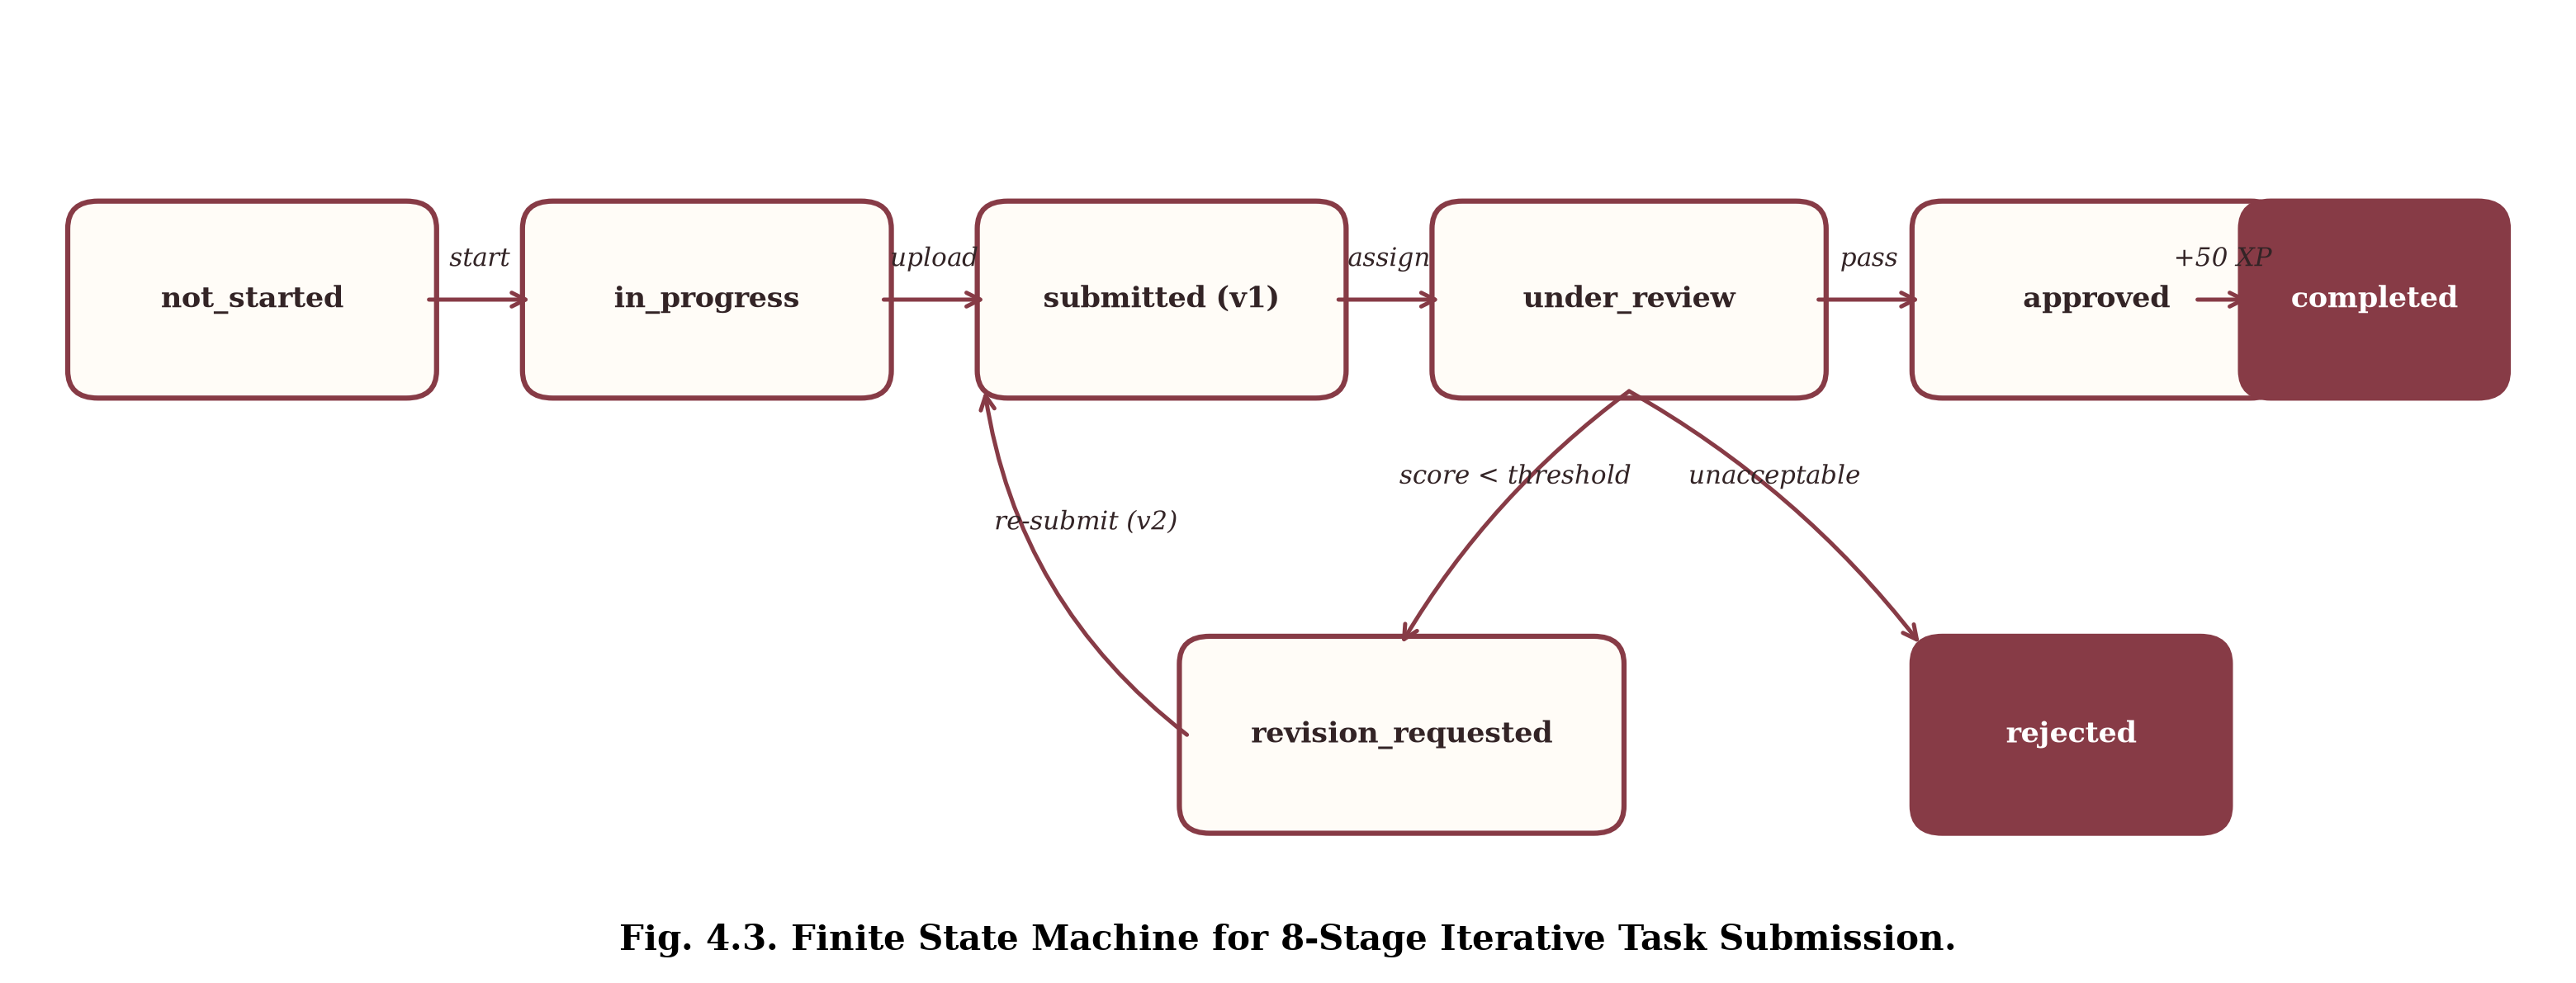 start
upload
assign
pass
+50 XP
not_started
in_progress
submitted (v1)
under_review
approved
completed
score < threshold
unacceptable
re-submit (v2)
revision_requested
rejected
Fig. 4.3. Finite State Machine for 8-Stage Iterative Task Submission.